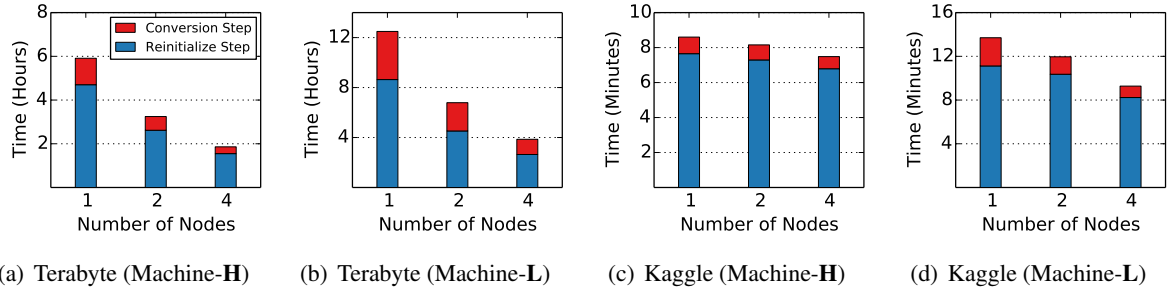 8
6
4
2
Time (Hours)
Conversion Step
Reinitialize Step
1 2 4
Number of Nodes
(a) Terabyte (Machine-H)
12
8
4
Time (Hours)
1 2 4
Number of Nodes
(b) Terabyte (Machine-L)
10
8
6
4
2
Time (Minutes)
1 2 4
Number of Nodes
(c) Kaggle (Machine-H)
16
12
8
4
Time (Minutes)
1 2 4
Number of Nodes
(d) Kaggle (Machine-L)